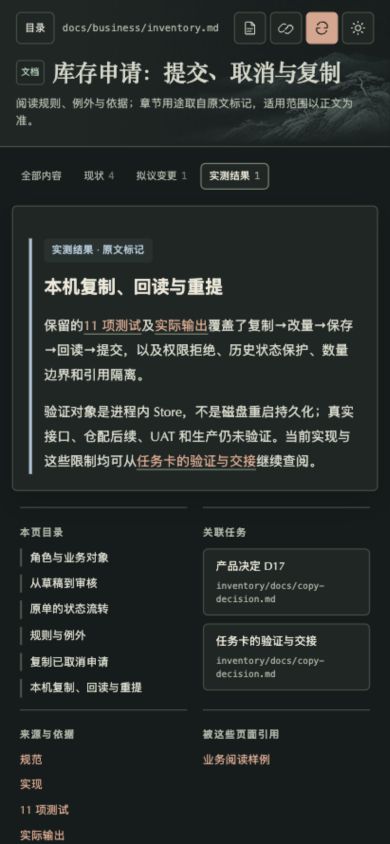 目录 docs/business/inventory.md
文档 库存申请：提交、取消与复制
阅读规则、例外与依据；章节用途取自原文标记，适用范围以正文为
准。
全部内容 现状 4 拟议变更 1 实测结果 1
实测结果 · 原文标记
本机复制、回读与重提
保留的11 项测试及实际输出覆盖了复制→改量→保存
→回读→提交，以及权限拒绝、历史状态保护、数量
边界和引用隔离。
验证对象是进程内 Store，不是磁盘重启持久化；真实
接口、仓配后续、UAT 和生产仍未验证。当前实现与
这些限制均可从任务卡的验证与交接继续查阅。
本页目录
角色与业务对象
从草稿到审核
原单的状态流转
规则与例外
复制已取消申请
本机复制、回读与重提
关联任务
产品决定 D17
inventory/docs/copy-
decision.md
任务卡的验证与交接
inventory/docs/copy-
decision.md
来源与依据
规范
实现
11 项测试
实际输出
被这些页面引用
业务阅读样例